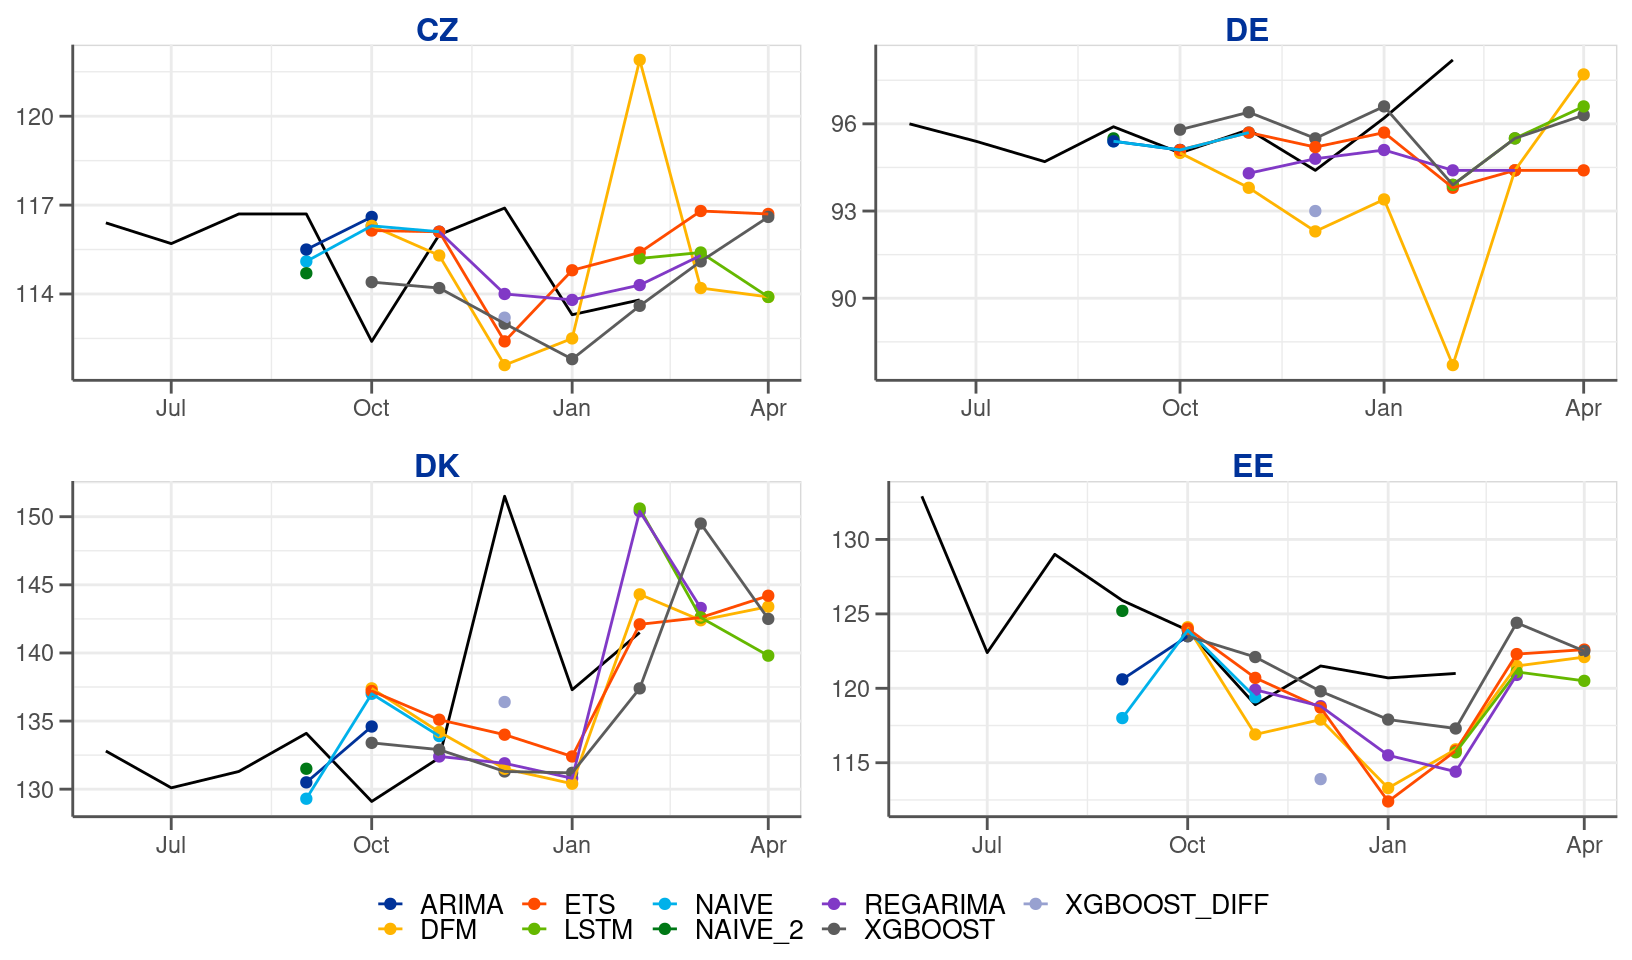 CZ
DE
120
117
114
Jul Oct Jan Apr
96
93
90
Jul Oct Jan Apr
DK
EE
150
145
140
135
130
Jul Oct Jan Apr
130
125
120
115
Jul Oct Jan Apr
ARIMA ETS NAIVE REGARIMA XGBOOST_DIFF
DFM LSTM NAIVE_2 XGBOOST